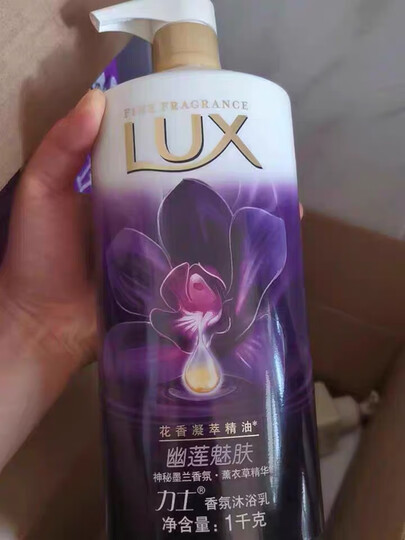 FINE FRAGRANCE
LUX
花香凝萃精油*
幽莲魅肤
神秘墨兰香氛·薰衣草精华
力士® 香氛沐浴乳
净含量：1千克